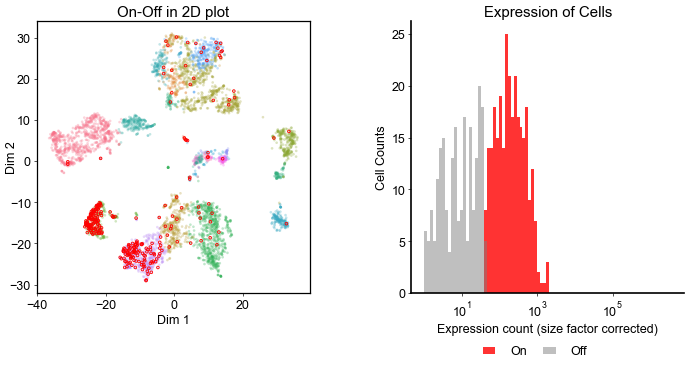 On-Off in 2D plot
30
20
10
0
−10
−20
−30
Dim 2
−40
−20
0
20
Dim 1
Expression of Cells
25
20
15
10
5
0
Cell Counts
10^1
10^3
10^5
Expression count (size factor corrected)
On Off